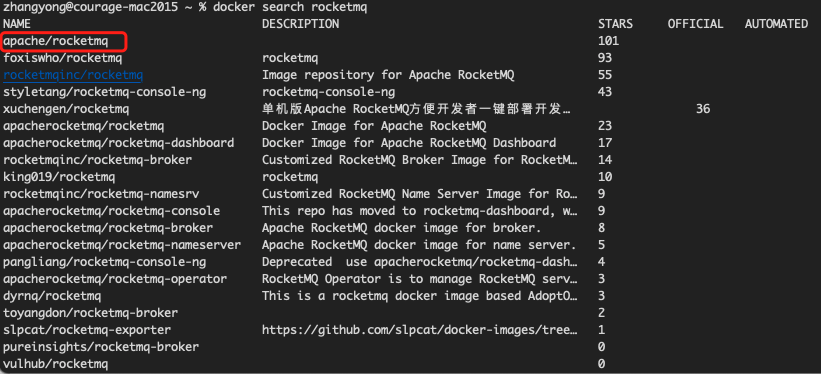 zhangyong@courage-mac2015 ~ % docker search rocketmq
NAME DESCRIPTION STARS OFFICIAL AUTOMATED
apache/rocketmq 101
foxiswho/rocketmq rocketmq 93
rocketmqinc/rocketmq Image repository for Apache RocketMQ 55
styletang/rocketmq-console-ng rocketmq-console-ng 43
xuchengen/rocketmq 单机版Apache RocketMQ方便开发者一键部署开发… 36
apacherocketmq/rocketmq Docker Image for Apache RocketMQ 23
apacherocketmq/rocketmq-dashboard Docker Image for Apache RocketMQ Dashboard 17
rocketmqinc/rocketmq-broker Customized RocketMQ Broker Image for RocketM… 14
king019/rocketmq rocketmq 10
rocketmqinc/rocketmq-namesrv Customized RocketMQ Name Server Image for Ro… 9
apacherocketmq/rocketmq-console This repo has moved to rocketmq-dashboard, w… 9
apacherocketmq/rocketmq-broker Apache RocketMQ docker image for broker. 8
apacherocketmq/rocketmq-nameserver Apache RocketMQ docker image for name server. 5
pangliang/rocketmq-console-ng Deprecated use apacherocketmq/rocketmq-dash… 4
apacherocketmq/rocketmq-operator RocketMQ Operator is to manage RocketMQ serv… 3
dyrnq/rocketmq This is a rocketmq docker image based AdoptO… 3
toyangdon/rocketmq-broker 2
slpcat/rocketmq-exporter https://github.com/slpcat/docker-images/tree… 1
pureinsights/rocketmq-broker 0
vulhub/rocketmq 0